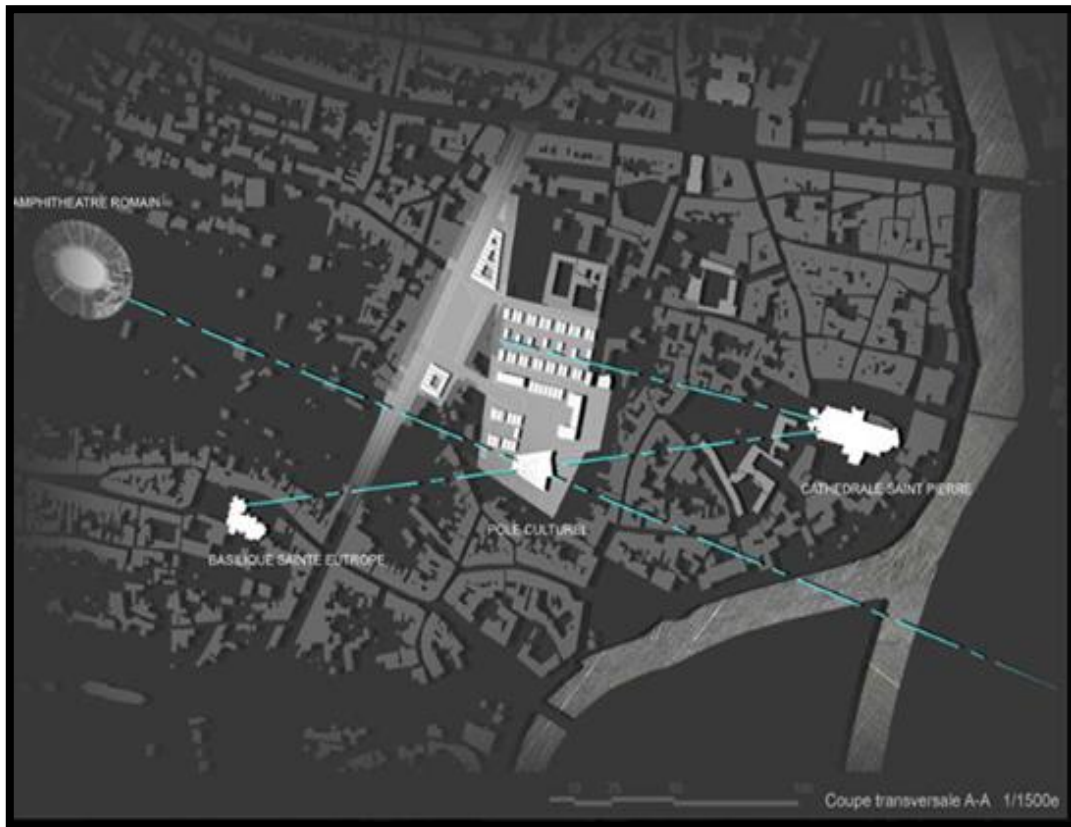 AMPHITHEATRE ROMAIN
CATHEDRALE SAINT PIERRE
POLE CULTUREL
BASILIQUE SAINTE EUTROPE
Coupe transversale A-A 1/1500e